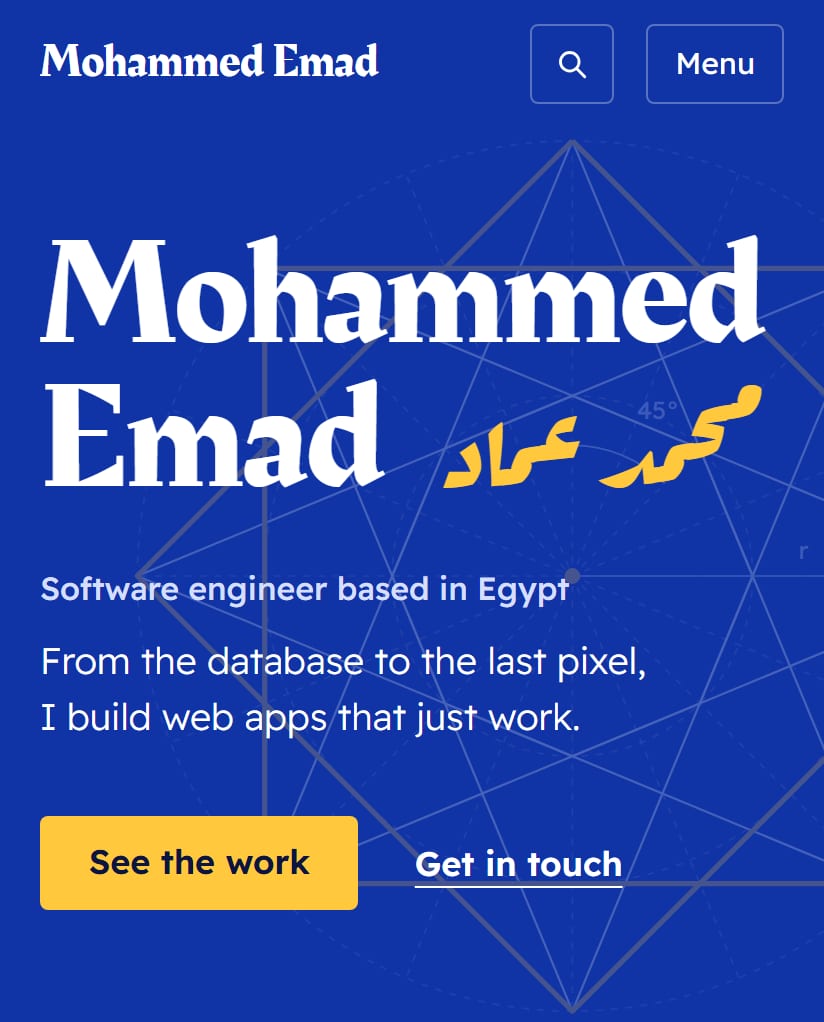 Mohammed Emad
Menu
Mohammed
Emad محمد عماد
45°
r
Software engineer based in Egypt
From the database to the last pixel,
I build web apps that just work.
See the work
Get in touch